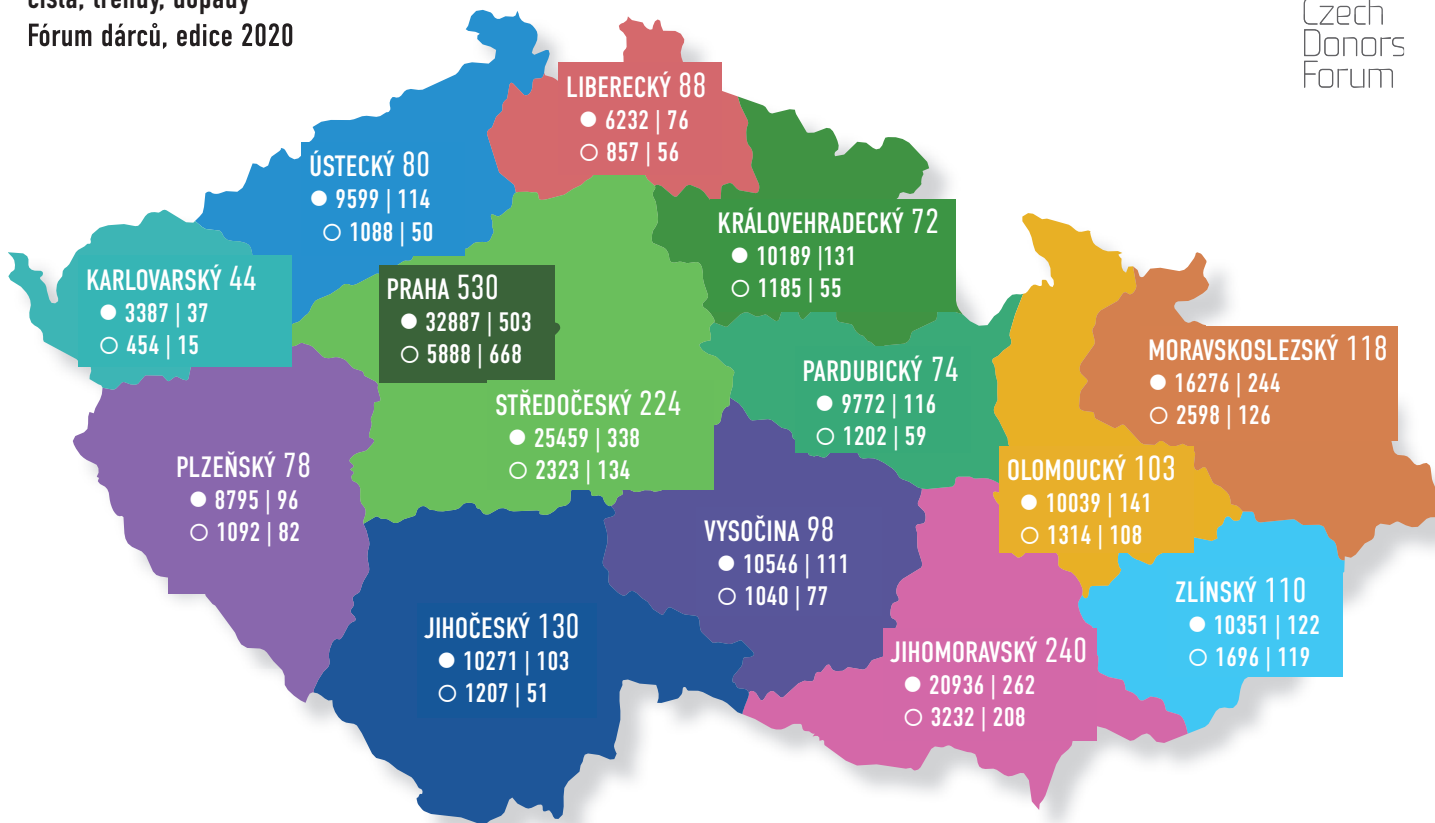 čísla, trendy, dopady
Fórum dárců, edice 2020
Czech
Donors
Forum
LIBERECKÝ 88
6232 | 76
857 | 56
ÚSTECKÝ 80
9599 | 114
1088 | 50
KRÁLOVEHRADECKÝ 72
10189 |131
1185 | 55
KARLOVARSKÝ 44
3387 | 37
454 | 15
PRAHA 530
32887 | 503
5888 | 668
MORAVSKOSLEZSKÝ 118
16276 | 244
2598 | 126
PARDUBICKÝ 74
9772 | 116
1202 | 59
STŘEDOČESKÝ 224
25459 | 338
2323 | 134
PLZEŇSKÝ 78
8795 | 96
1092 | 82
OLOMOUCKÝ 103
10039 | 141
1314 | 108
VYSOČINA 98
10546 | 111
1040 | 77
ZLÍNSKÝ 110
10351 | 122
1696 | 119
JIHOČESKÝ 130
10271 | 103
1207 | 51
JIHOMORAVSKÝ 240
20936 | 262
3232 | 208